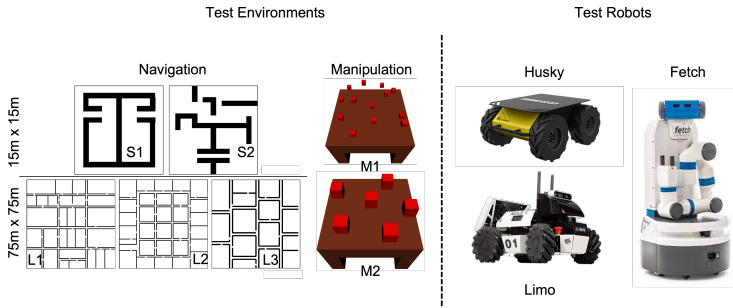 Test Environments
Test Robots
Navigation
Manipulation
Husky
Fetch
15m x 15m
S1
S2
M1
fetch
75m x 75m
L1
L2
L3
M2
01
Limo